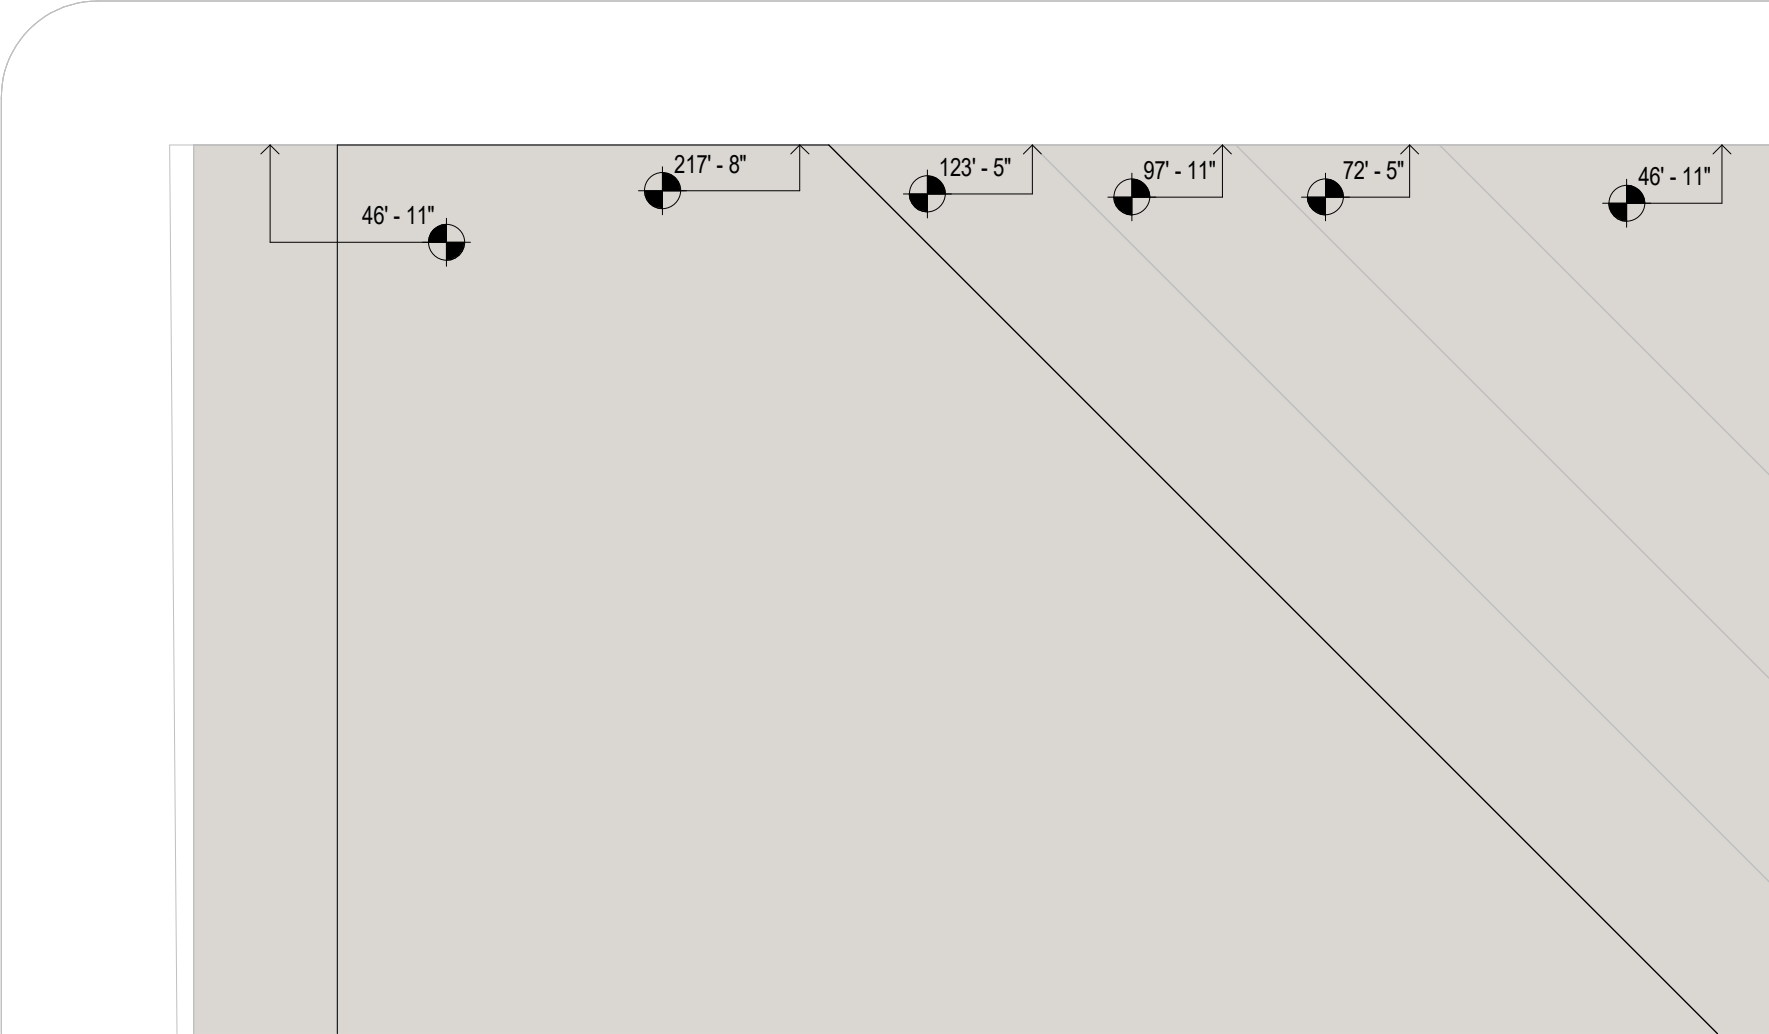 217' - 8"
123' - 5"
97' - 11"
72' - 5"
46' - 11"
46' - 11"